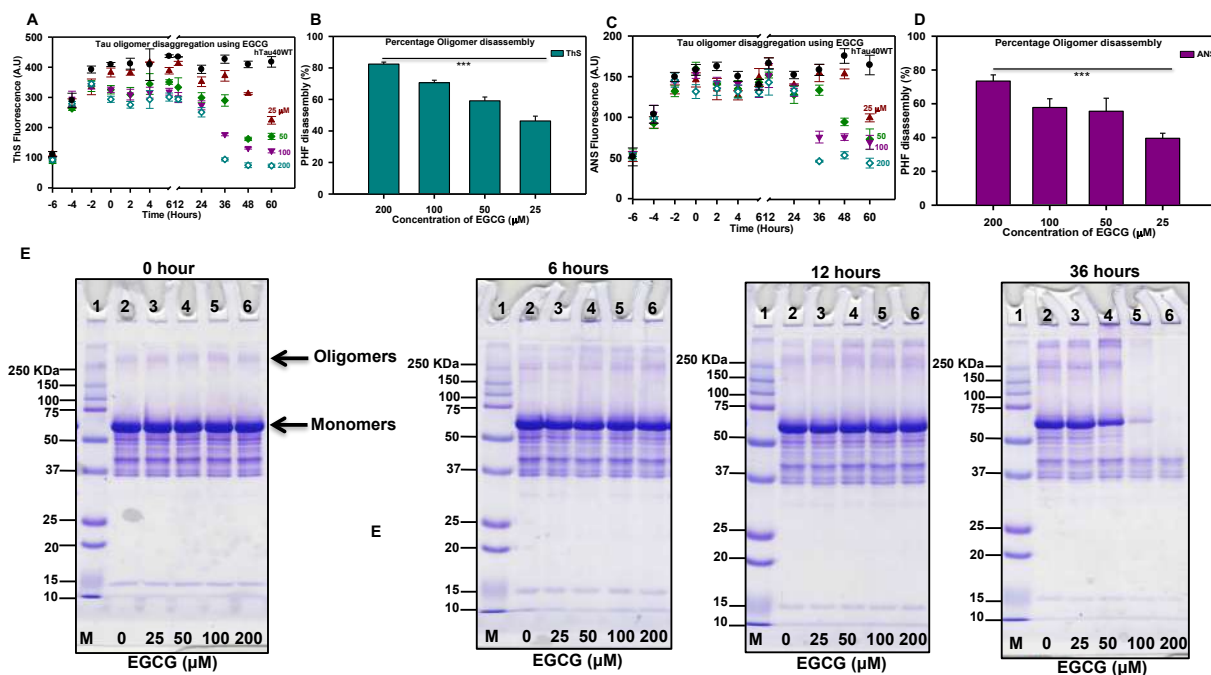 A
Tau oligomer disaggregation using EGCG
hTau40WT
ThS Fluorescence (A.U)
500
400
300
200
100
0
25 µM
50
100
200
-6 -4 -2 0 2 4 6 12 24 36 48 60
Time (Hours)
B
Percentage Oligomer disassembly
ThS
***
PHF disassembly (%)
100
80
60
40
20
0
200 100 50 25
Concentration of EGCG (µM)
C
Tau oligomer disaggregation using EGCG
hTau40WT
ANS Fluorescence (A.U)
200
150
100
50
0
25 µM
50
100
200
-6 -4 -2 0 2 4 6 12 24 36 48 60
Time (Hours)
D
Percentage Oligomer disassembly
ANS
***
PHF disassembly (%)
100
80
60
40
20
0
200 100 50 25
Concentration of EGCG (µM)
E
0 hour
1 2 3 4 5 6
250 KDa
150
100
75
50
37
25
20
15
10
Oligomers
Monomers
M 0 25 50 100 200
EGCG (µM)
E
6 hours
1 2 3 4 5 6
250 KDa
150
100
75
50
37
25
20
15
10
M 0 25 50 100 200
EGCG (µM)
12 hours
1 2 3 4 5 6
250 KDa
150
100
75
50
37
25
20
15
10
M 0 25 50 100 200
EGCG (µM)
36 hours
1 2 3 4 5 6
250 KDa
150
100
75
50
37
25
20
15
10
M 0 25 50 100 200
EGCG (µM)